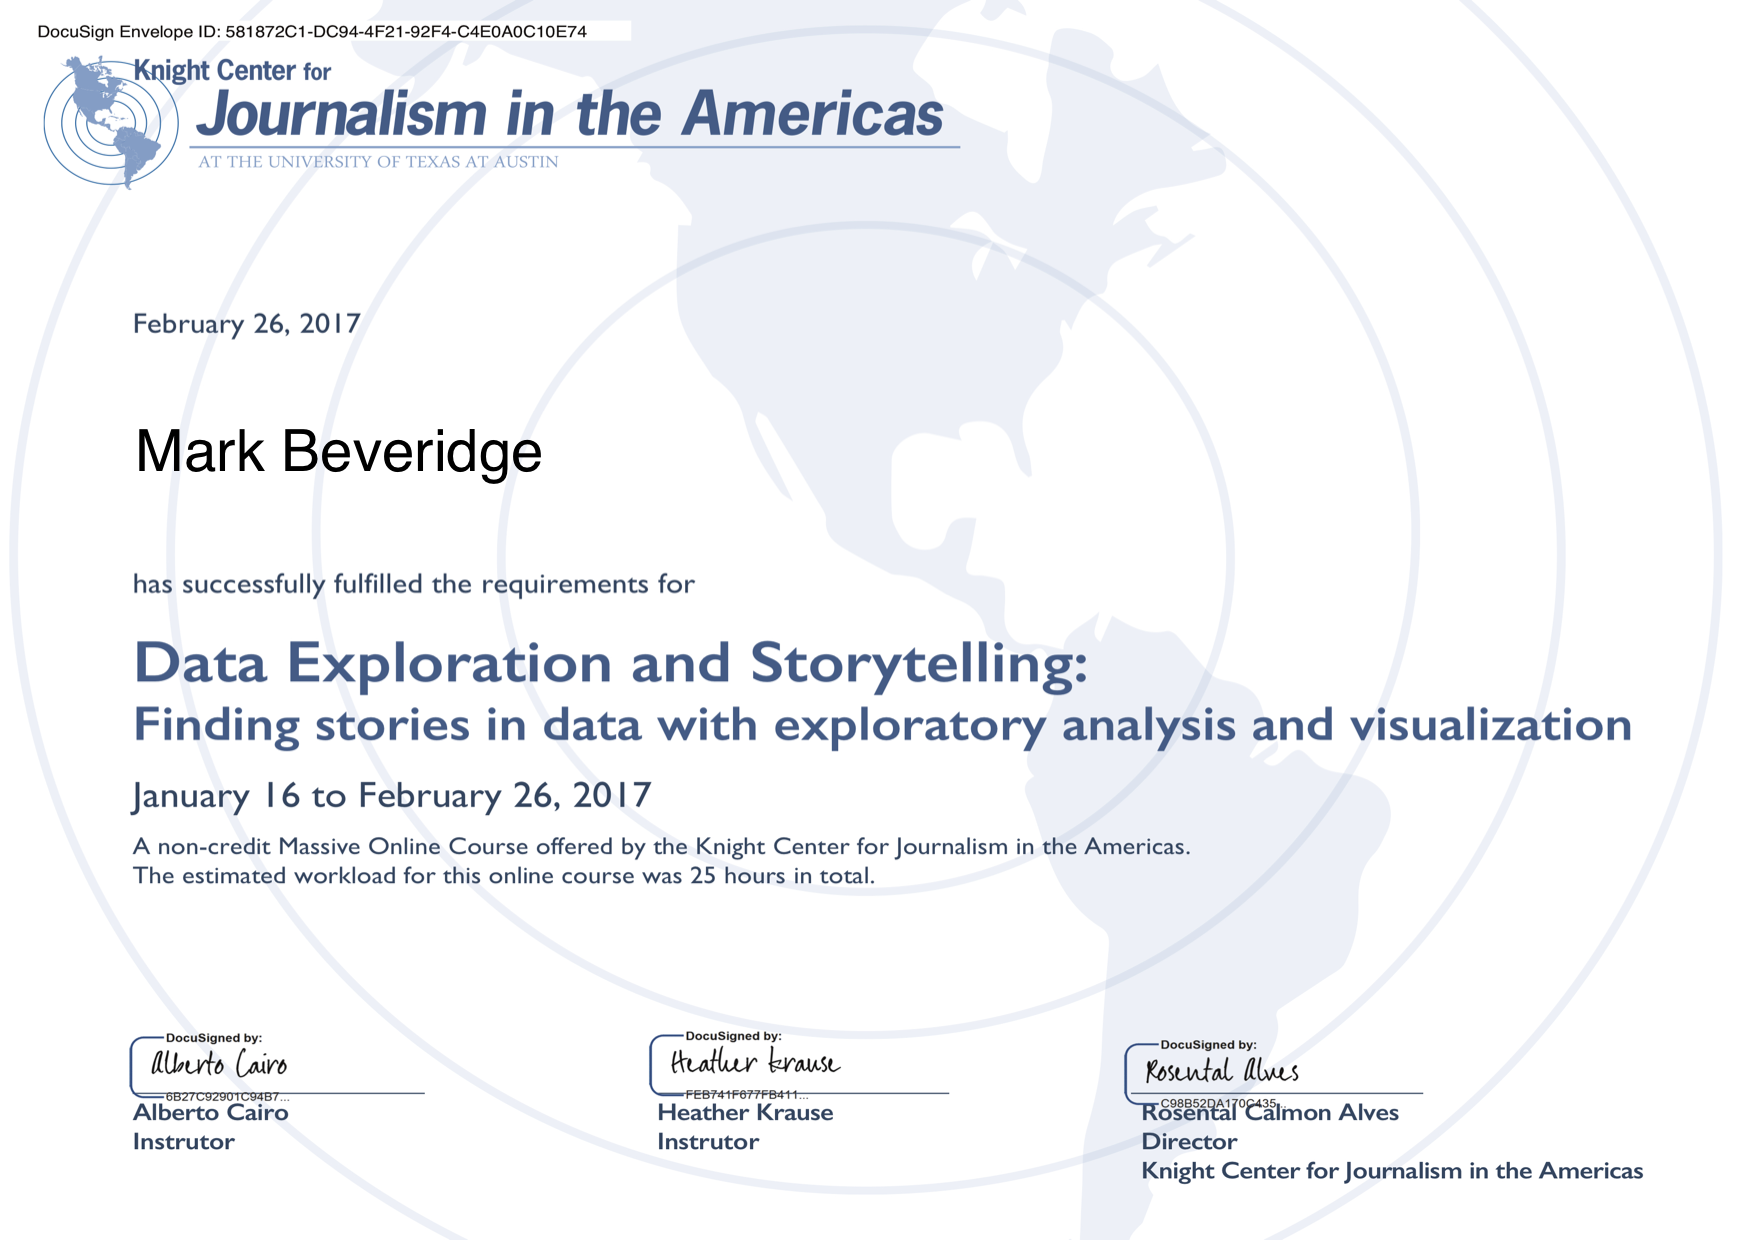 DocuSign Envelope ID: 581872C1-DC94-4F21-92F4-C4E0A0C10E74
Knight Center for
Journalism in the Americas
AT THE UNIVERSITY OF TEXAS AT AUSTIN
February 26, 2017
Mark Beveridge
has successfully fulfilled the requirements for
Data Exploration and Storytelling:
Finding stories in data with exploratory analysis and visualization
January 16 to February 26, 2017
A non-credit Massive Online Course offered by the Knight Center for Journalism in the Americas.
The estimated workload for this online course was 25 hours in total.
DocuSigned by:
Alberto Cairo
6B27C92901C94B7...
Alberto Cairo
Instrutor
DocuSigned by:
Heather Krause
FEB741F677FB411...
Heather Krause
Instrutor
DocuSigned by:
Rosental Alves
C98B52DA170C435...
Rosental Calmon Alves
Director
Knight Center for Journalism in the Americas